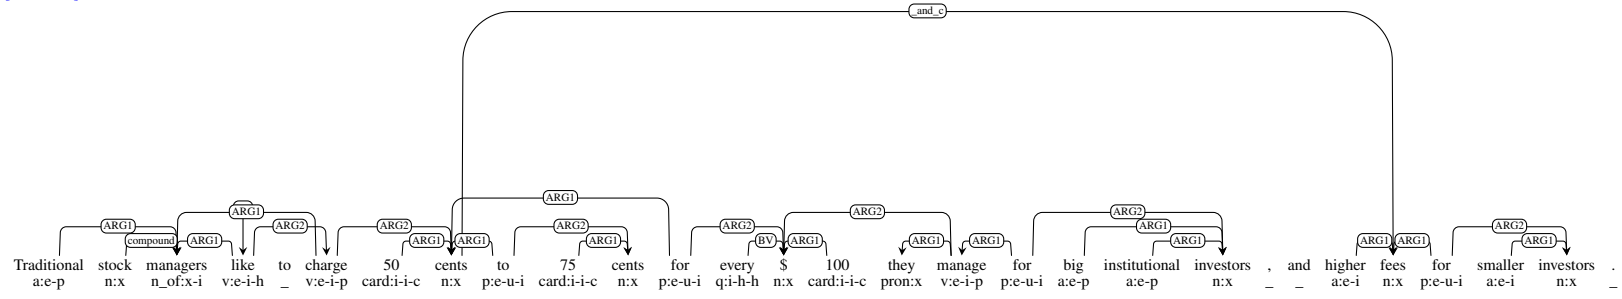 _and_c
ARG1
ARG1 ARG1 ARG2 ARG2 ARG2 ARG2 ARG2 ARG2 ARG1 ARG2
compound ARG1 ARG1 ARG1 ARG1 BV ARG1 ARG1 ARG1 ARG1 ARG1 ARG1 ARG1
Traditional stock managers like to charge 50 cents to 75 cents for every $ 100 they manage for big institutional investors , and higher fees for smaller investors .
a:e-p n:x n_of:x-i v:e-i-h _ v:e-i-p card:i-i-c n:x p:e-u-i card:i-i-c n:x p:e-u-i q:i-h-h n:x card:i-i-c pron:x v:e-i-p p:e-u-i a:e-p a:e-p n:x _ _ a:e-i n:x p:e-u-i a:e-i n:x _